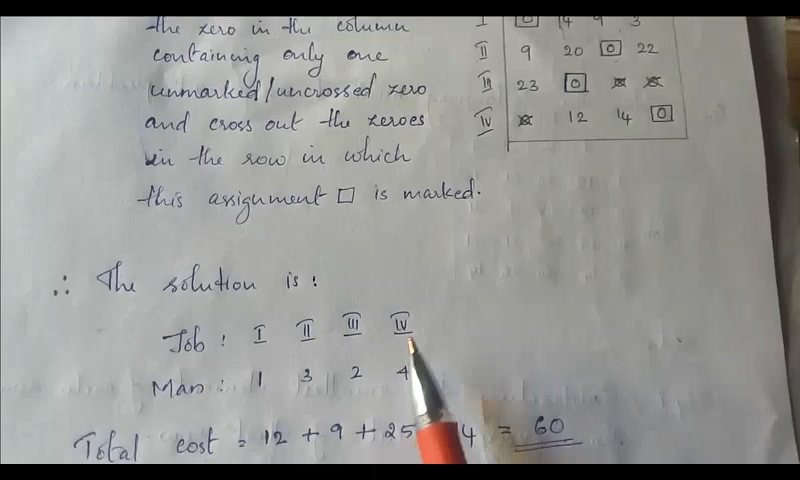 the zero in the column
containing only one
unmarked/uncrossed zero
and cross out the zeroes
in the row in which
this assignment □ is marked.
I 0 14 9 3
II 9 20 0 22
III 23 0 0 0
IV 0 12 14 0
∴ The solution is:
Job : I II III IV
Man : 1 3 2 4
Total cost = 12 + 9 + 25 4 = 60